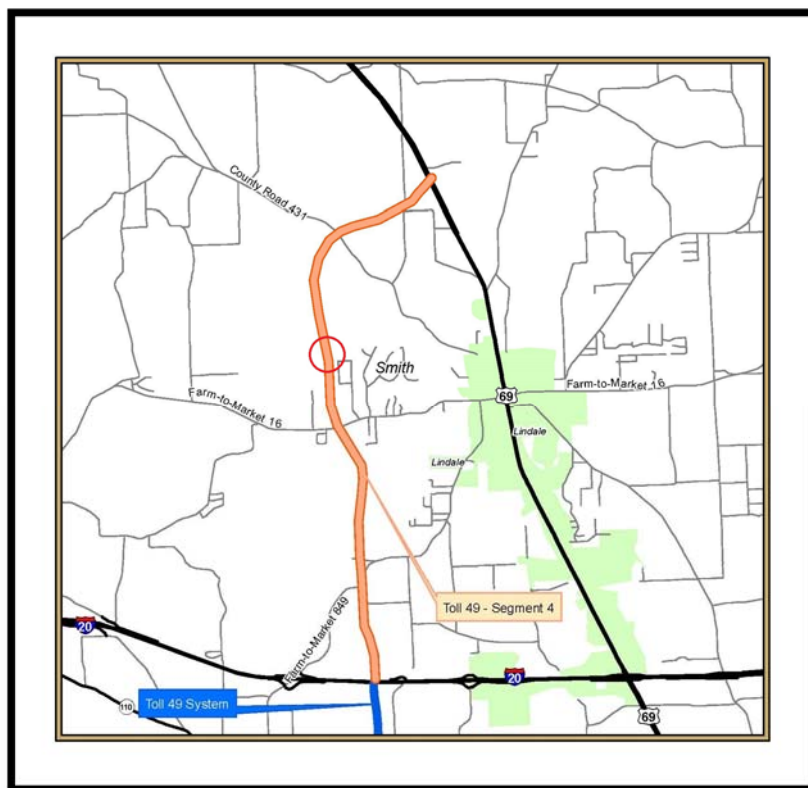 County Road 431
Smith
Farm-to-Market 16
69
Farm-to-Market 16
Lindale
Lindale
Toll 49 - Segment 4
Farm-to-Market 849
20
20
110
Toll 49 System
69